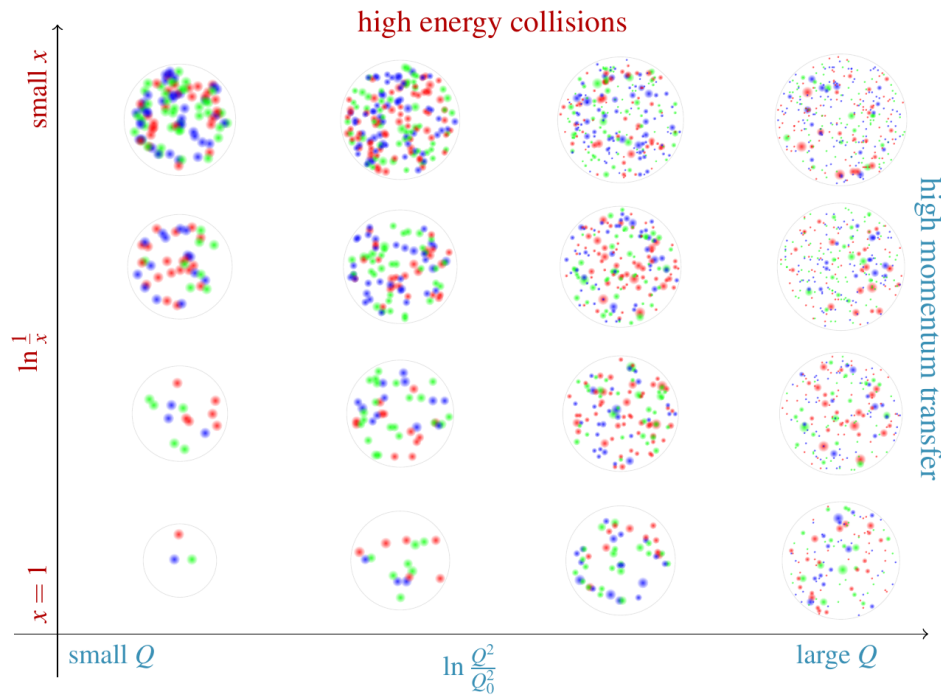 high energy collisions
small x
high momentum transfer
ln 1/x
x = 1
small Q
ln Q²/Q₀²
large Q